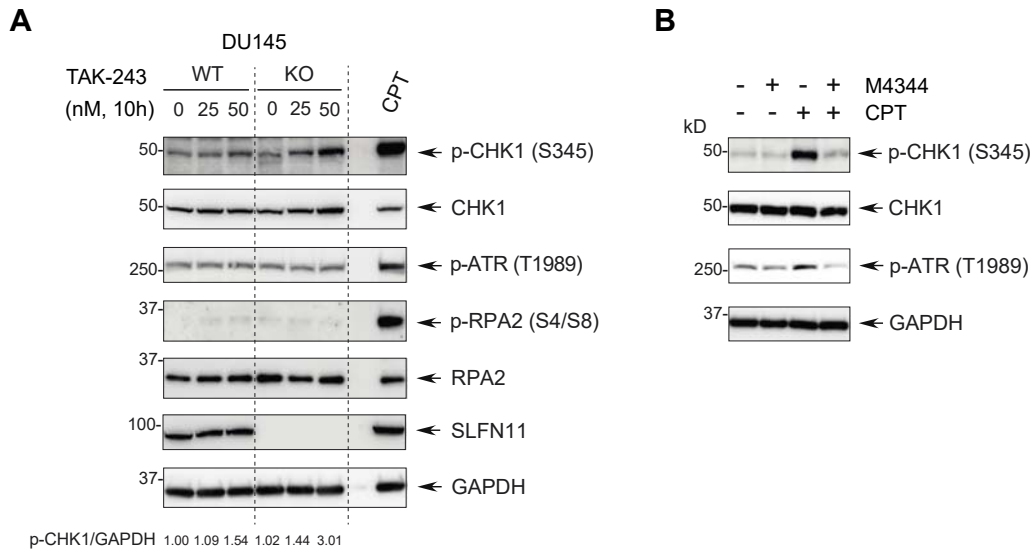 A
DU145
TAK-243 WT KO CPT
(nM, 10h) 0 25 50 0 25 50
50- p-CHK1 (S345)
50- CHK1
250- p-ATR (T1989)
37- p-RPA2 (S4/S8)
37- RPA2
100- SLFN11
37- GAPDH
p-CHK1/GAPDH 1.00 1.09 1.54 1.02 1.44 3.01
B
- + - + M4344
- - + + CPT
kD
50- p-CHK1 (S345)
50- CHK1
250- p-ATR (T1989)
37- GAPDH